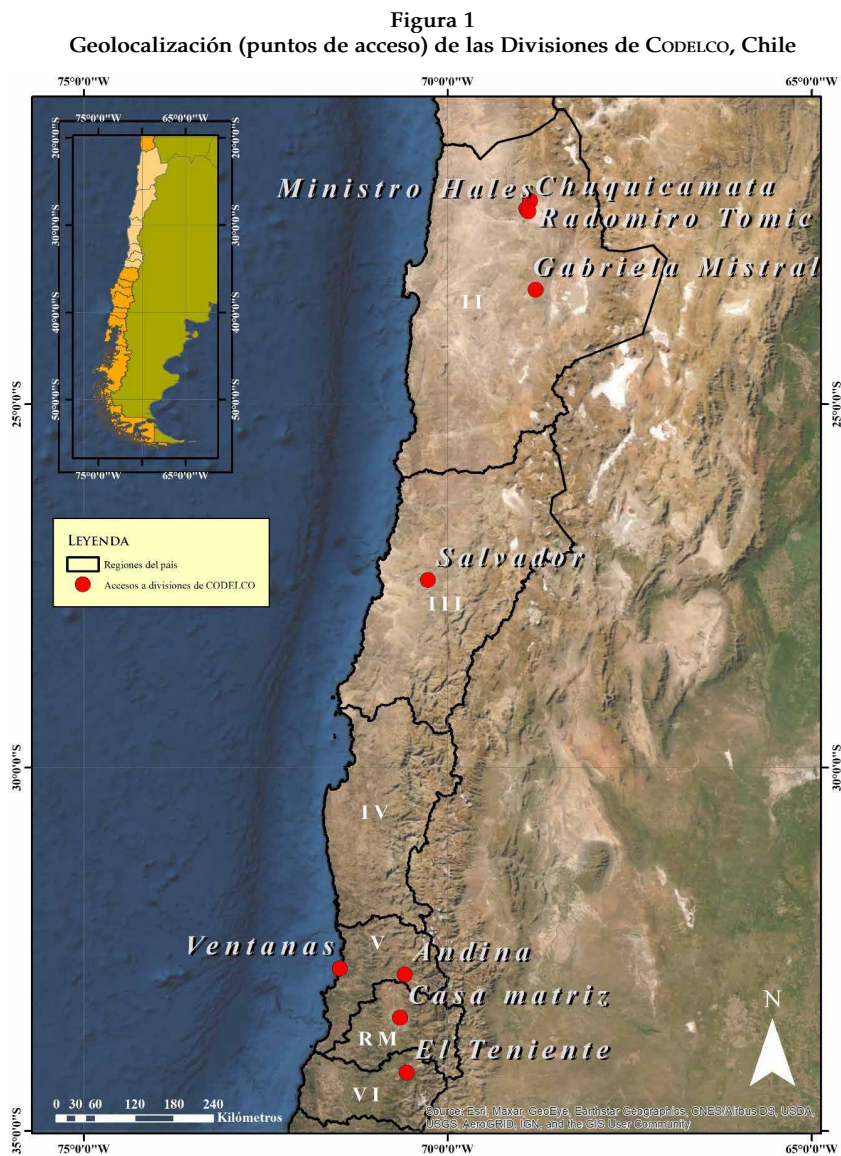 Figura 1
Geolocalización (puntos de acceso) de las Divisiones de CODELCO, Chile
75°0'0"W 70°0'0"W 65°0'0"W
75°0'0"W 65°0'0"W
20°0'0"S
30°0'0"S
40°0'0"S
50°0'0"S
20°0'0"S
30°0'0"S
40°0'0"S
50°0'0"S
75°0'0"W 65°0'0"W
LEYENDA
Regiones del país
Accesos a divisiones de CODELCO
Ministro Hales
Chuquicamata
Radomiro Tomic
Gabriela Mistral
II
25°0'0"S
25°0'0"S
Salvador
III
30°0'0"S
30°0'0"S
IV
Ventanas
V
Andina
Casa matriz
RM
El Teniente
VI
N
0 30 60 120 180 240
Kilómetros
Source: Esri, Maxar, GeoEye, Earthstar Geographics, CNES/Airbus DS, USDA,
USGS, AeroGRID, IGN, and the GIS User Community
35°0'0"S
35°0'0"S
75°0'0"W 70°0'0"W 65°0'0"W